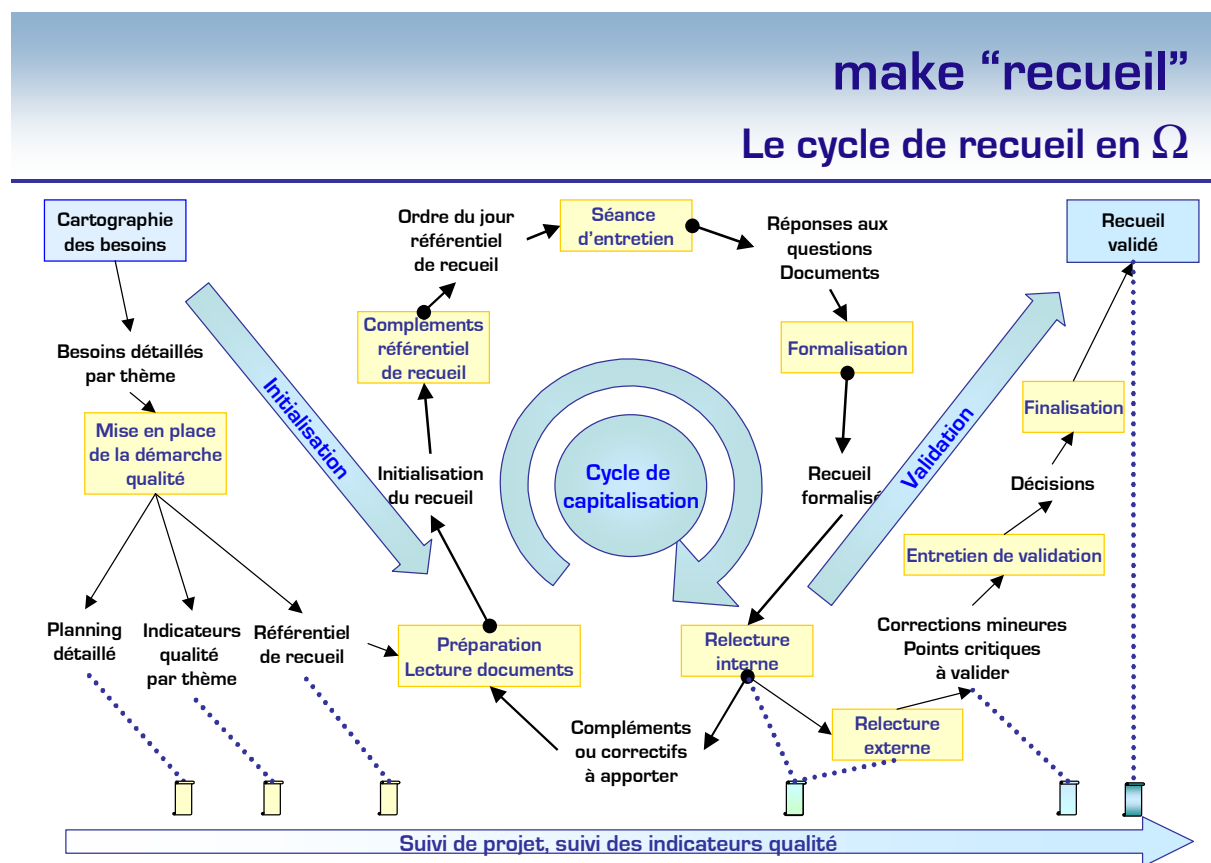 make “recueil”
Le cycle de recueil en Ω
Cartographie
des besoins
Besoins détaillés
par thème
Mise en place
de la démarche
qualité
Planning
détaillé
Indicateurs
qualité
par thème
Référentiel
de recueil
Initialisation
Préparation
Lecture documents
Initialisation
du recueil
Compléments
référentiel
de recueil
Ordre du jour
référentiel
de recueil
Séance
d’entretien
Réponses aux
questions
Documents
Formalisation
Recueil
formalisé
Cycle de
capitalisation
Relecture
interne
Compléments
ou correctifs
à apporter
Relecture
externe
Corrections mineures
Points critiques
à valider
Entretien de validation
Décisions
Finalisation
Recueil
validé
Validation
Suivi de projet, suivi des indicateurs qualité